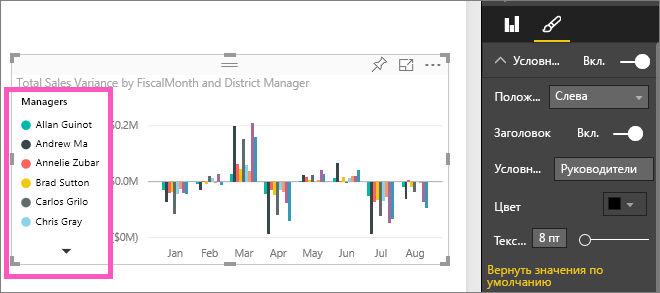 Total Sales Variance by FiscalMonth and District Manager
Managers
Allan Guinot
Andrew Ma
Annelie Zubar
Brad Sutton
Carlos Grilo
Chris Gray
$0.2M
$0.0M
($0M)
Jan Feb Mar Apr May Jun Jul Aug
Условн... Вкл.
Полож... Слева
Заголовок Вкл.
Условн... Руководители
Цвет
Текс... 8 пт
Вернуть значения по
умолчанию